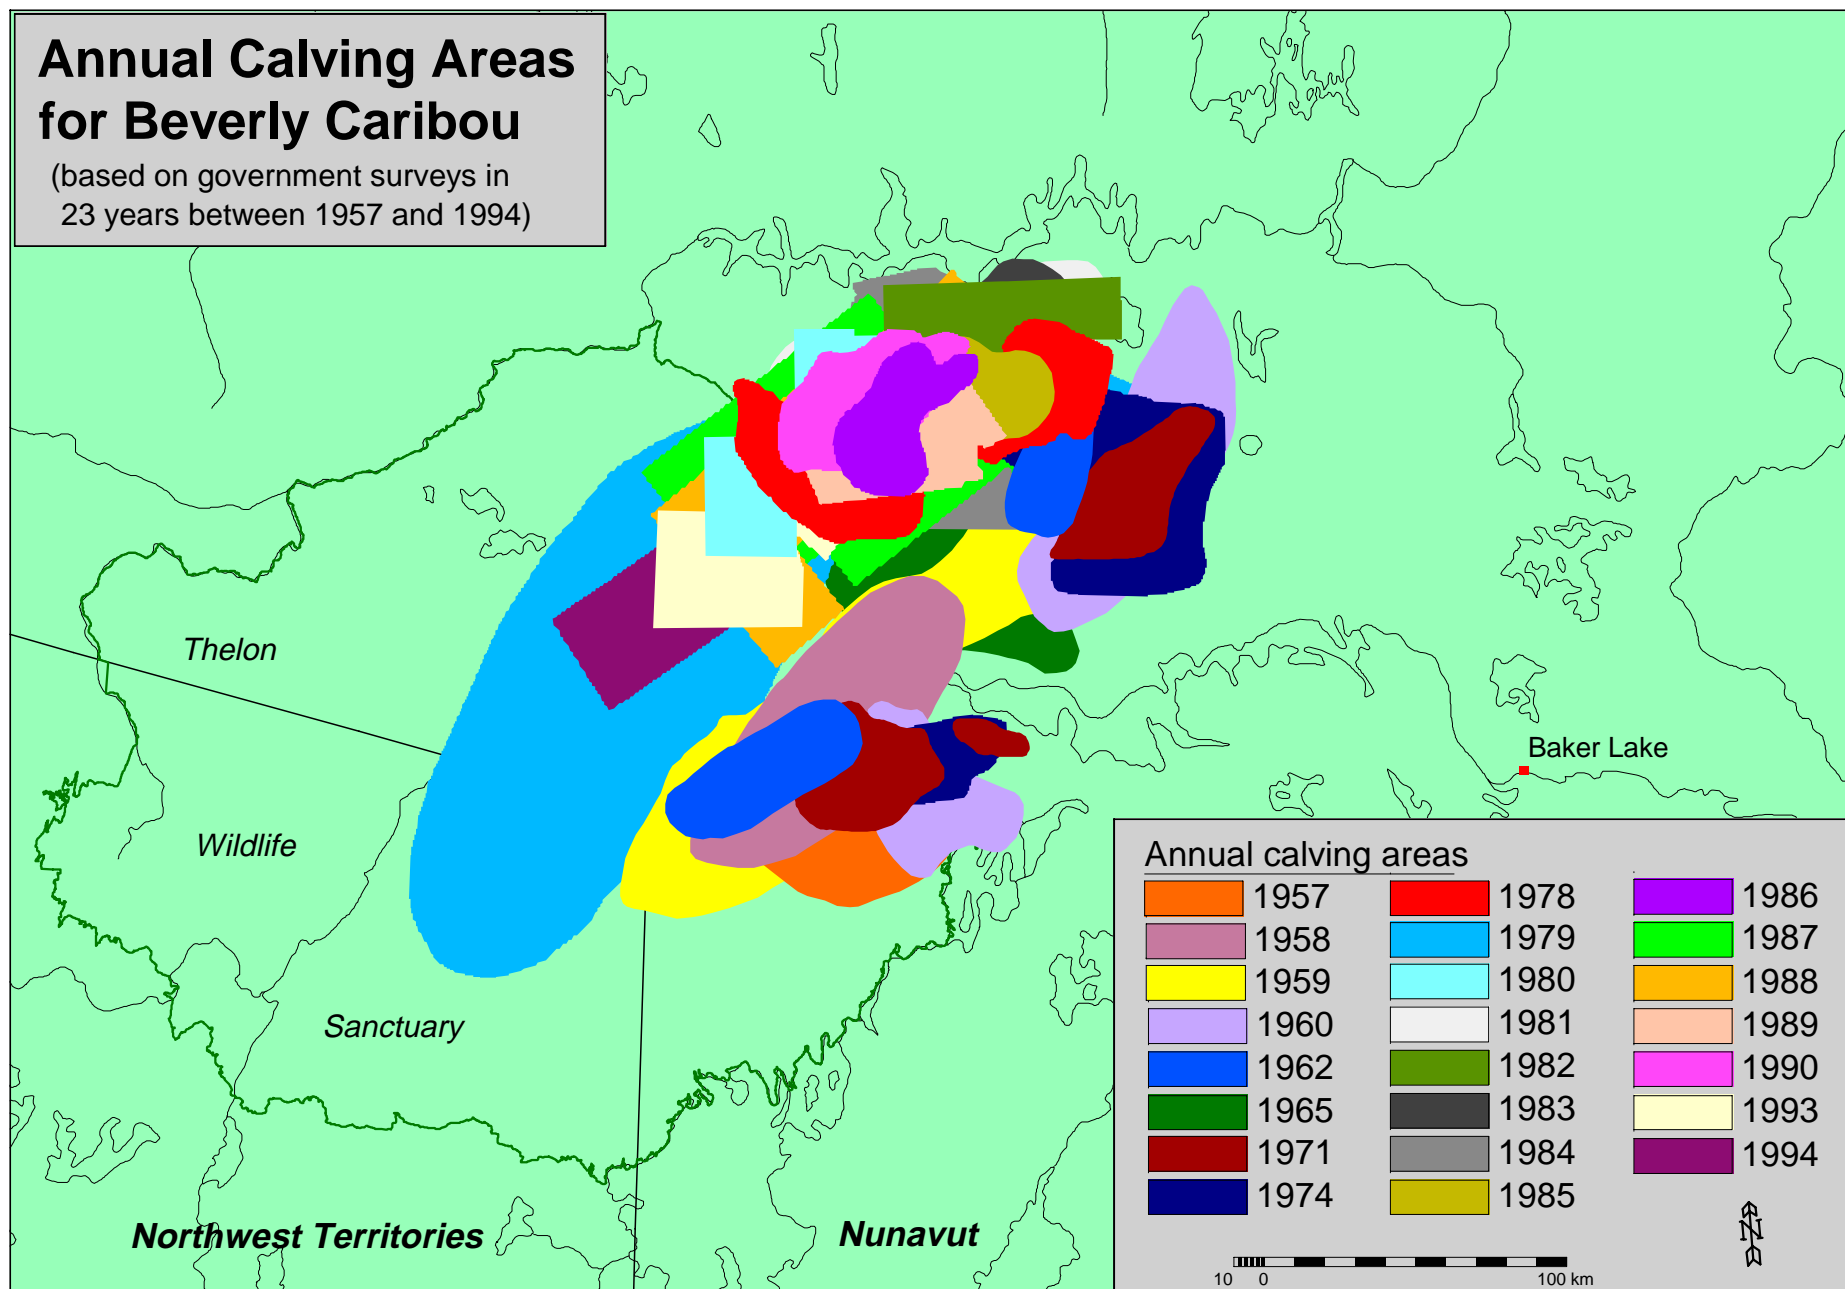 Annual Calving Areas
for Beverly Caribou
(based on government surveys in
23 years between 1957 and 1994)
Thelon
Wildlife
Sanctuary
Baker Lake
Northwest Territories
Nunavut
Annual calving areas
1957
1958
1959
1960
1962
1965
1971
1974
1978
1979
1980
1981
1982
1983
1984
1985
1986
1987
1988
1989
1990
1993
1994
N
10 0 100 km